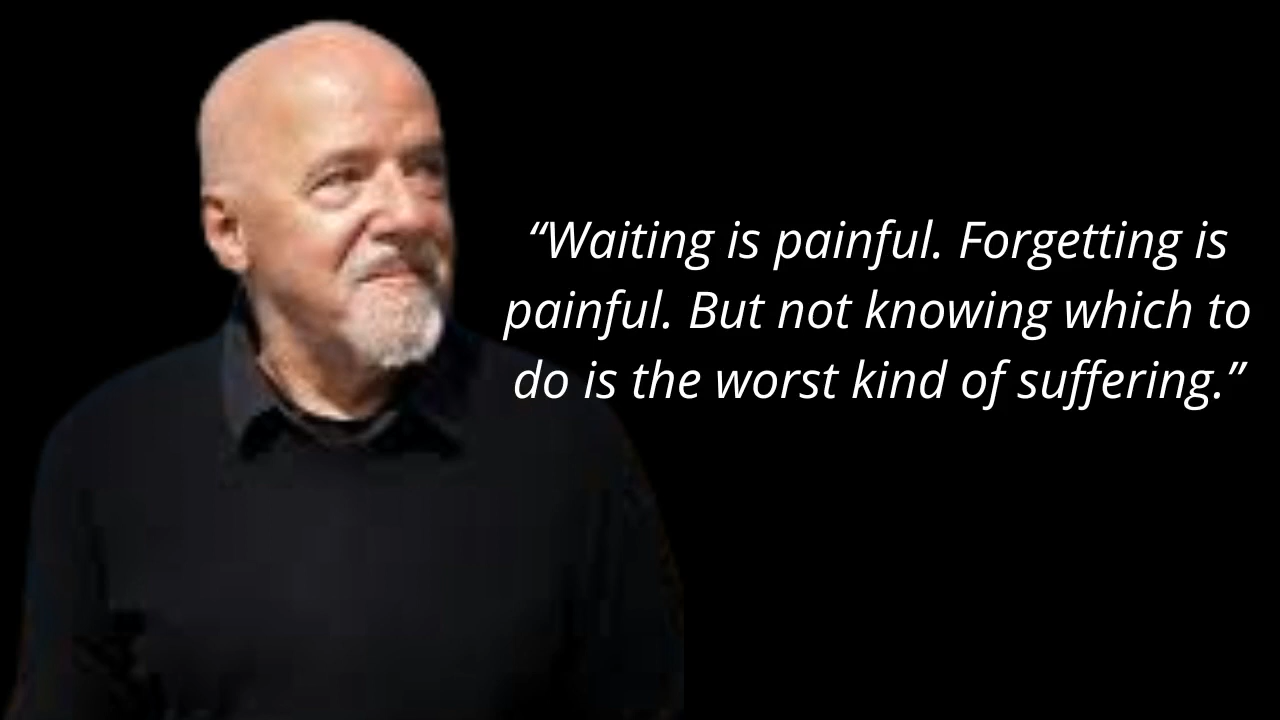 “Waiting is painful. Forgetting is
painful. But not knowing which to
do is the worst kind of suffering.”